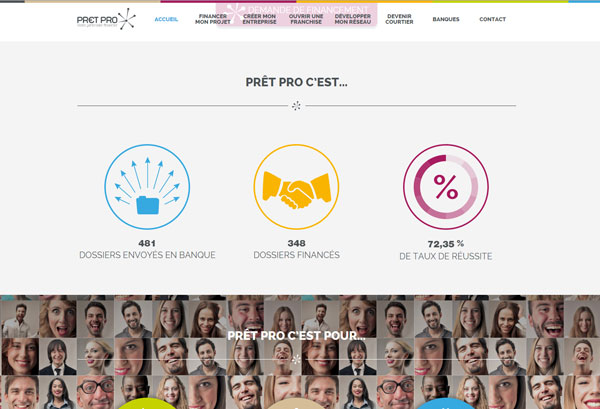 DEMANDE DE FINANCEMENT
PRET PRO
ACCUEIL
FINANCER
MON PROJET
CRÉER MON
ENTREPRISE
OUVRIR UNE
FRANCHISE
DÉVELOPPER
MON RÉSEAU
DEVENIR
COURTIER
BANQUES
CONTACT
PRÊT PRO C'EST...
%
481
DOSSIERS ENVOYÉS EN BANQUE
348
DOSSIERS FINANCÉS
72,35 %
DE TAUX DE RÉUSSITE
PRÊT PRO C'EST POUR...